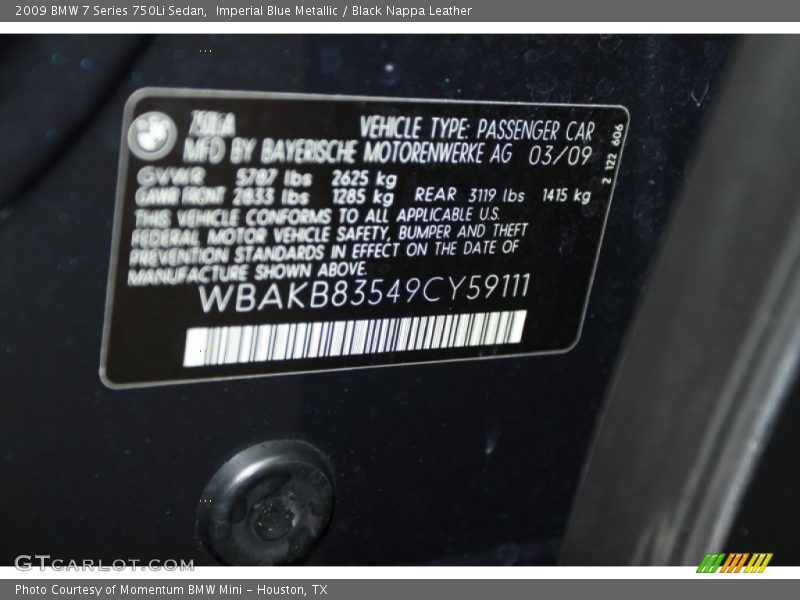 2009 BMW 7 Series 750Li Sedan,  Imperial Blue Metallic / Black Nappa Leather
750LiA
VEHICLE TYPE: PASSENGER CAR
MFD BY BAYERISCHE MOTORENWERKE AG 03/09
GVWR 5787 lbs 2625 kg
GAWR FRONT 2833 lbs 1285 kg REAR 3119 lbs 1415 kg
THIS VEHICLE CONFORMS TO ALL APPLICABLE U.S.
FEDERAL MOTOR VEHICLE SAFETY, BUMPER AND THEFT
PREVENTION STANDARDS IN EFFECT ON THE DATE OF
MANUFACTURE SHOWN ABOVE.
WBAKB83549CY59111
2 122 606
GTcarlot.com
Photo Courtesy of Momentum BMW Mini - Houston, TX